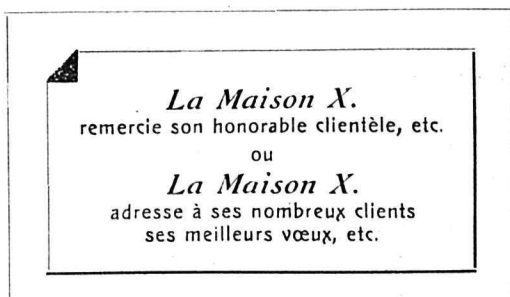 La Maison X.
remercie son honorable clientèle, etc.
ou
La Maison X.
adresse à ses nombreux clients
ses meilleurs vœux, etc.